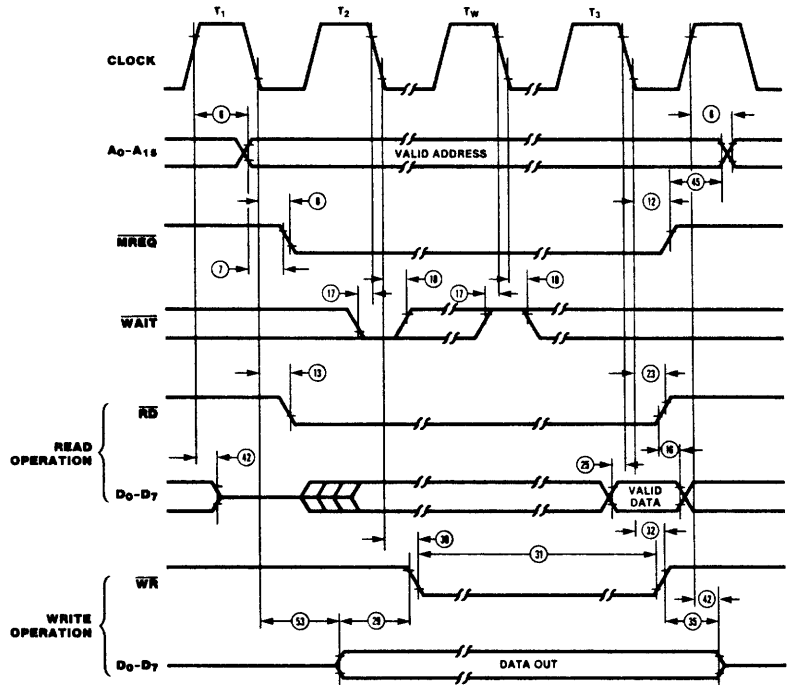 T1 T2 TW T3
CLOCK
6 6
A0-A15 VALID ADDRESS
45
8 12
MREQ
7
18 18
17 17
WAIT
13 23
RD
READ OPERATION
42 16
25
D0-D7 VALID DATA
30 32
31
WR
42
WRITE OPERATION
53 29 35
D0-D7 DATA OUT